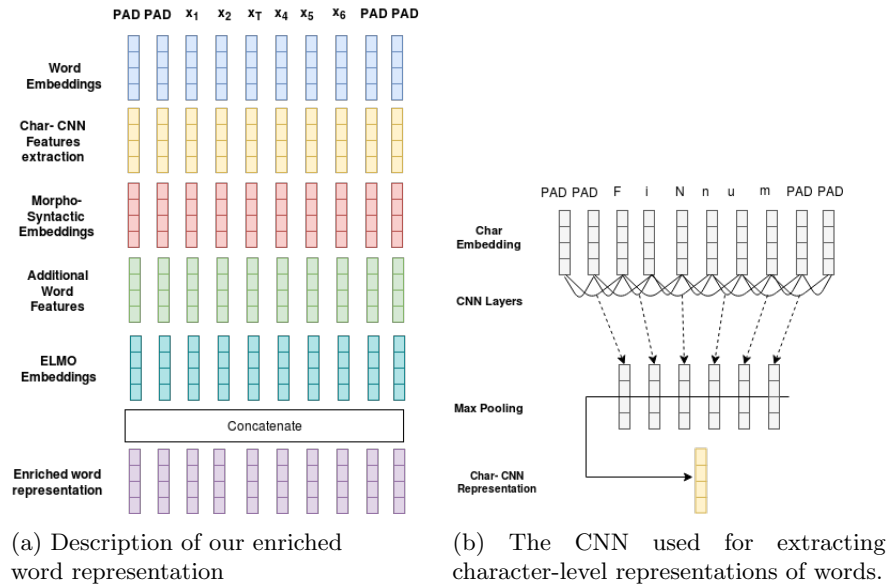 PAD PAD x1 x2 xT x4 x5 x6 PAD PAD
Word
Embeddings
Char- CNN
Features
extraction
Morpho-
Syntactic
Embeddings
Additional
Word
Features
ELMO
Embeddings
Concatenate
Enriched word
representation
(a) Description of our enriched
word representation
PAD PAD F i N n u m PAD PAD
Char
Embedding
CNN Layers
Max Pooling
Char- CNN
Representation
(b) The CNN used for extracting
character-level representations of words.